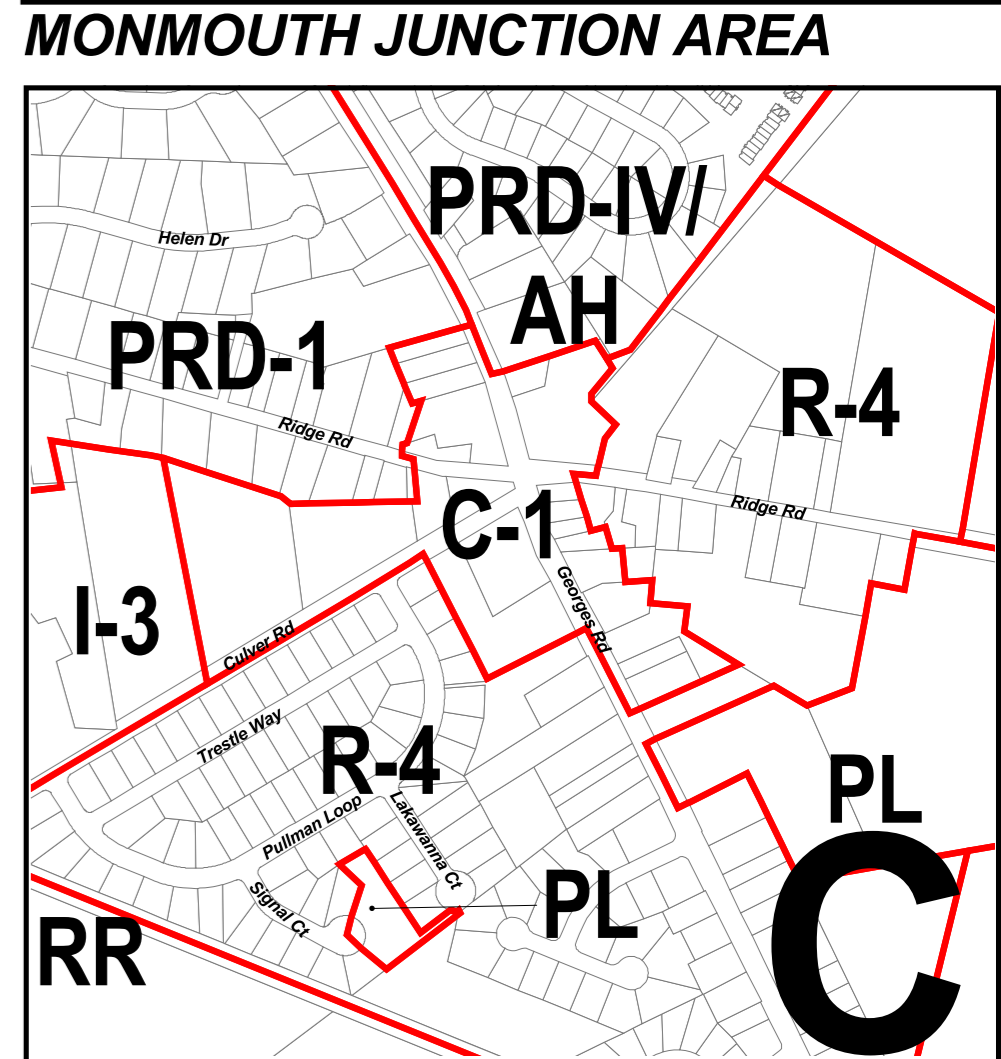 MONMOUTH JUNCTION AREA
PRD-IV/
AH
Helen Dr
PRD-1
R-4
Ridge Rd
C-1
Ridge Rd
I-3
Georges Rd
Culver Rd
Trestle Way
R-4
PL
Pullman Loop
Lakawanna Ct
Signal Ct
PL
RR
C